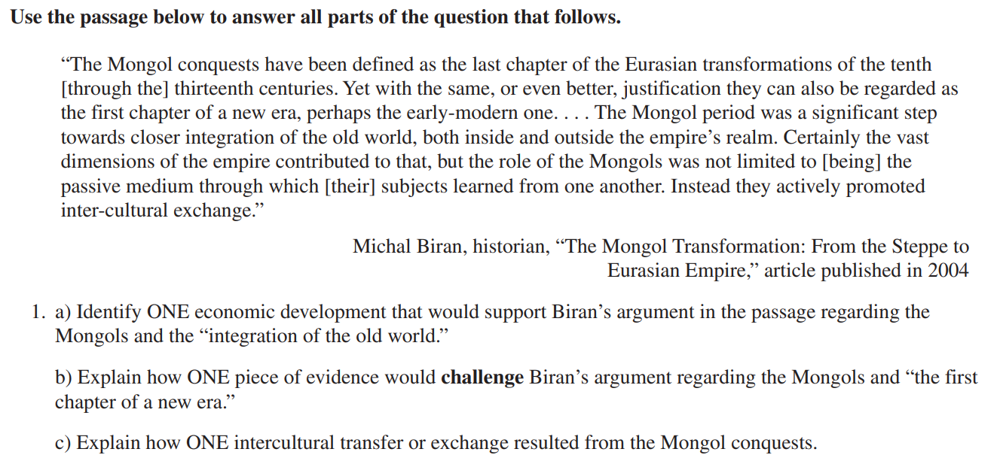 Use the passage below to answer all parts of the question that follows.
“The Mongol conquests have been defined as the last chapter of the Eurasian transformations of the tenth
[through the] thirteenth centuries. Yet with the same, or even better, justification they can also be regarded as
the first chapter of a new era, perhaps the early-modern one. . . . The Mongol period was a significant step
towards closer integration of the old world, both inside and outside the empire’s realm. Certainly the vast
dimensions of the empire contributed to that, but the role of the Mongols was not limited to [being] the
passive medium through which [their] subjects learned from one another. Instead they actively promoted
inter-cultural exchange.”
Michal Biran, historian, “The Mongol Transformation: From the Steppe to
Eurasian Empire,” article published in 2004
1. a) Identify ONE economic development that would support Biran’s argument in the passage regarding the
Mongols and the “integration of the old world.”
b) Explain how ONE piece of evidence would challenge Biran’s argument regarding the Mongols and “the first
chapter of a new era.”
c) Explain how ONE intercultural transfer or exchange resulted from the Mongol conquests.